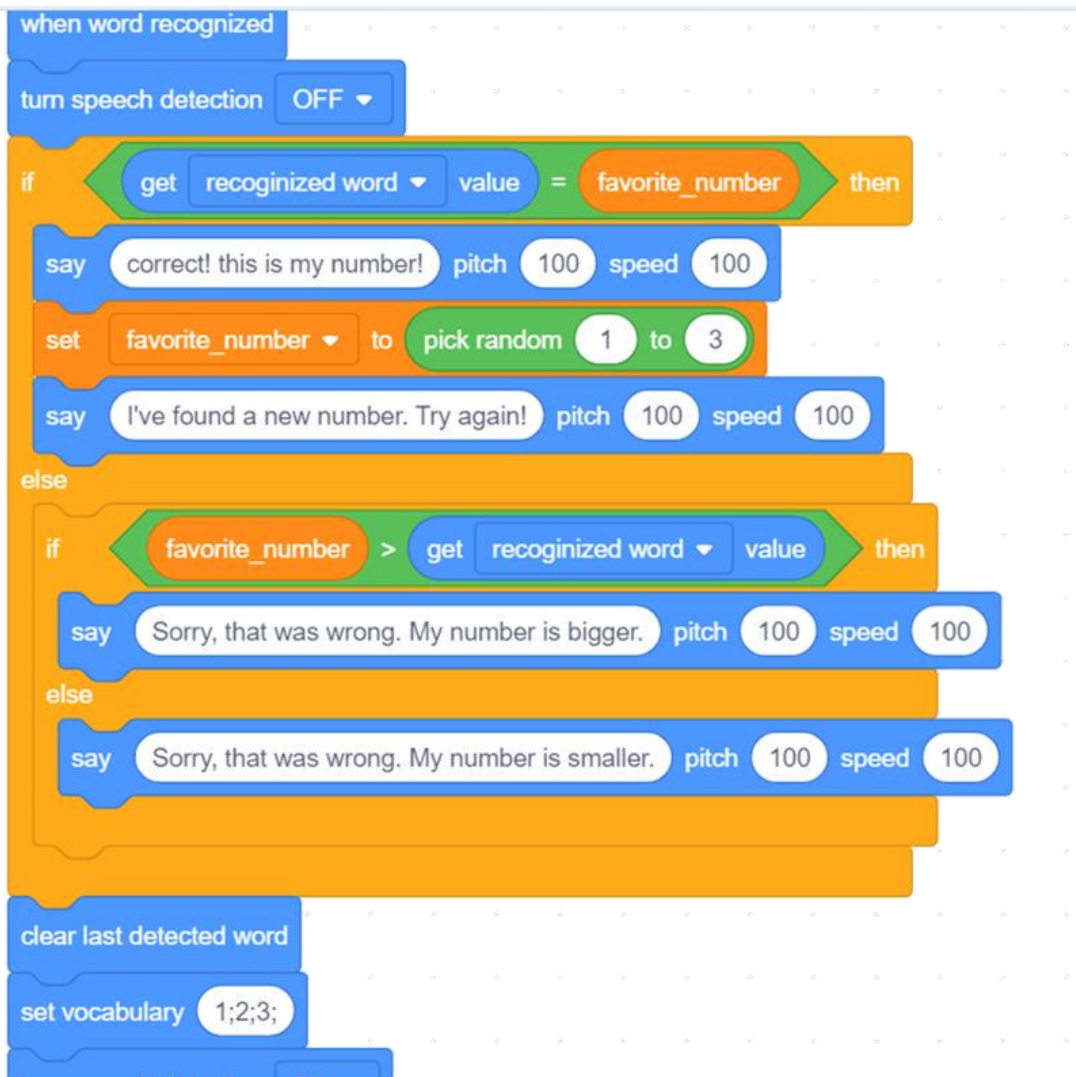 when word recognized
turn speech detection OFF
if get recoginized word value = favorite_number then
say correct! this is my number! pitch 100 speed 100
set favorite_number to pick random 1 to 3
say I've found a new number. Try again! pitch 100 speed 100
else
if favorite_number > get recoginized word value then
say Sorry, that was wrong. My number is bigger. pitch 100 speed 100
else
say Sorry, that was wrong. My number is smaller. pitch 100 speed 100
clear last detected word
set vocabulary 1;2;3;